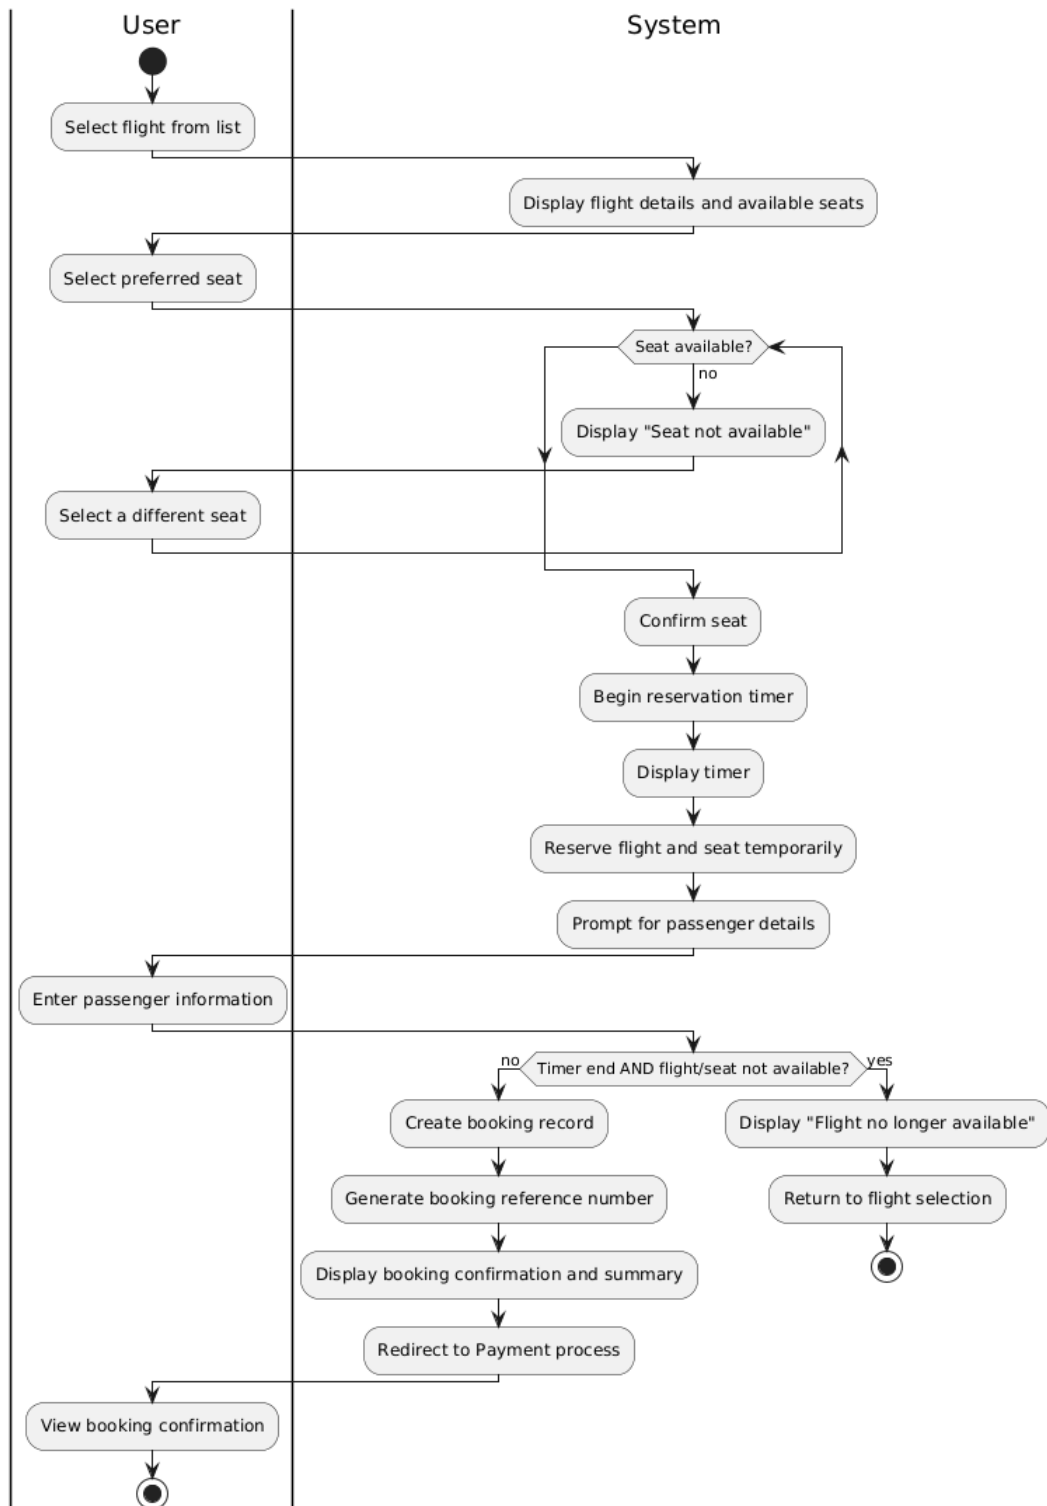 User
System
Select flight from list
Display flight details and available seats
Select preferred seat
Seat available?
no
Display "Seat not available"
Select a different seat
Confirm seat
Begin reservation timer
Display timer
Reserve flight and seat temporarily
Prompt for passenger details
Enter passenger information
no
Timer end AND flight/seat not available?
yes
Create booking record
Display "Flight no longer available"
Generate booking reference number
Return to flight selection
Display booking confirmation and summary
Redirect to Payment process
View booking confirmation